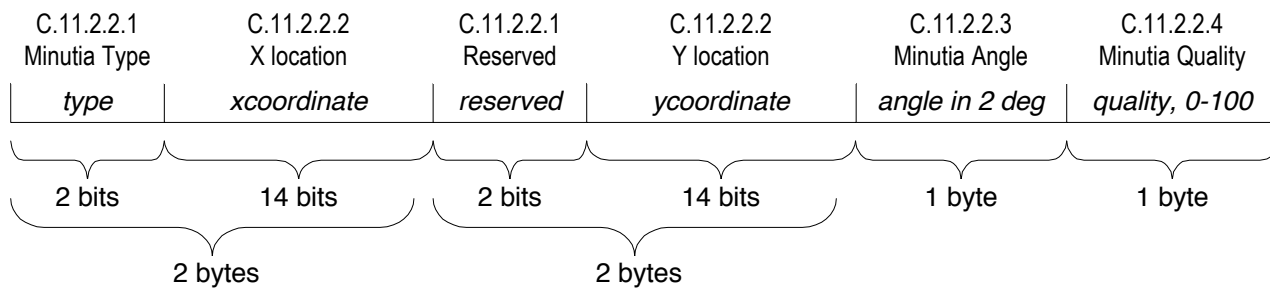 C.11.2.2.1 C.11.2.2.2 C.11.2.2.1 C.11.2.2.2 C.11.2.2.3 C.11.2.2.4
Minutia Type X location Reserved Y location Minutia Angle Minutia Quality
type xcoordinate reserved ycoordinate angle in 2 deg quality, 0-100
2 bits 14 bits 2 bits 14 bits 1 byte 1 byte
2 bytes 2 bytes